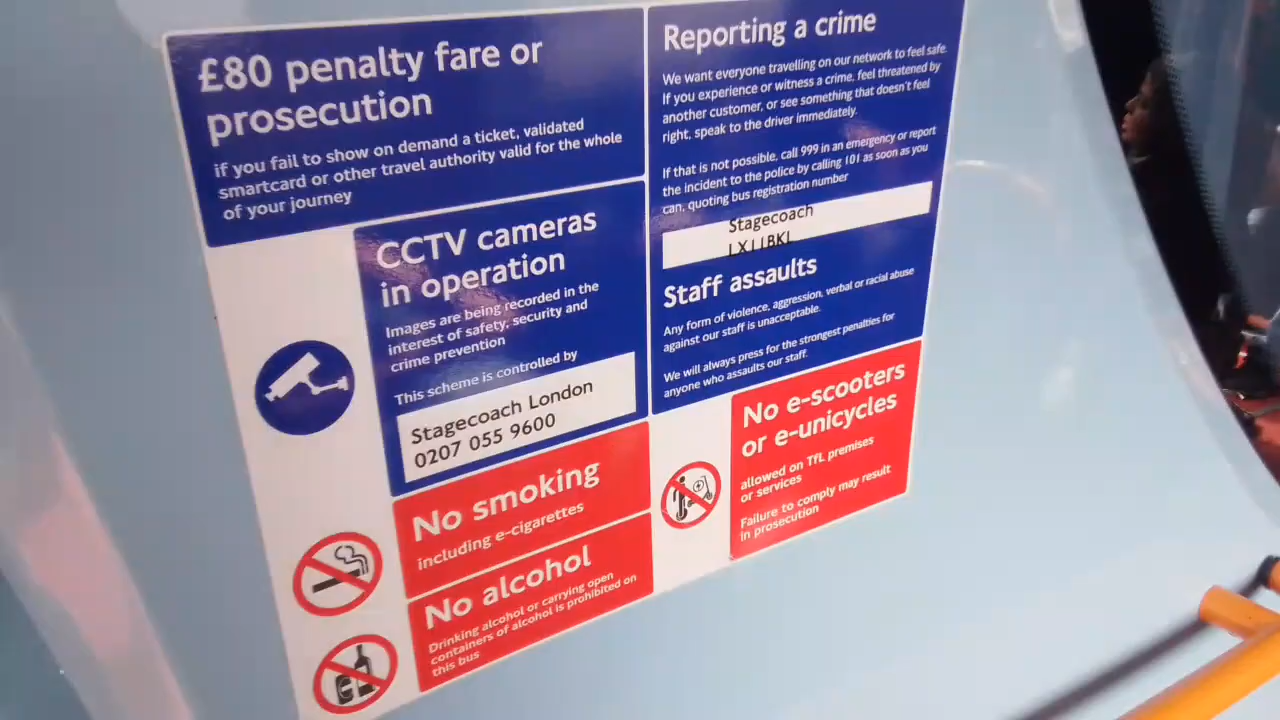 £80 penalty fare or
prosecution
if you fail to show on demand a ticket, validated
smartcard or other travel authority valid for the whole
of your journey
CCTV cameras
in operation
Images are being recorded in the
interest of safety, security and
crime prevention
This scheme is controlled by
Stagecoach London
0207 055 9600
No smoking
including e-cigarettes
No alcohol
Drinking alcohol or carrying open
containers of alcohol is prohibited on
this bus
Reporting a crime
We want everyone travelling on our network to feel safe.
If you experience or witness a crime, feel threatened by
another customer, or see something that doesn't feel
right, speak to the driver immediately.
If that is not possible, call 999 in an emergency or report
the incident to the police by calling 101 as soon as you
can, quoting bus registration number
Stagecoach
LX11BKL
Staff assaults
Any form of violence, aggression, verbal or racial abuse
against our staff is unacceptable.
We will always press for the strongest penalties for
anyone who assaults our staff.
No e-scooters
or e-unicycles
allowed on TfL premises
or services
Failure to comply may result
in prosecution